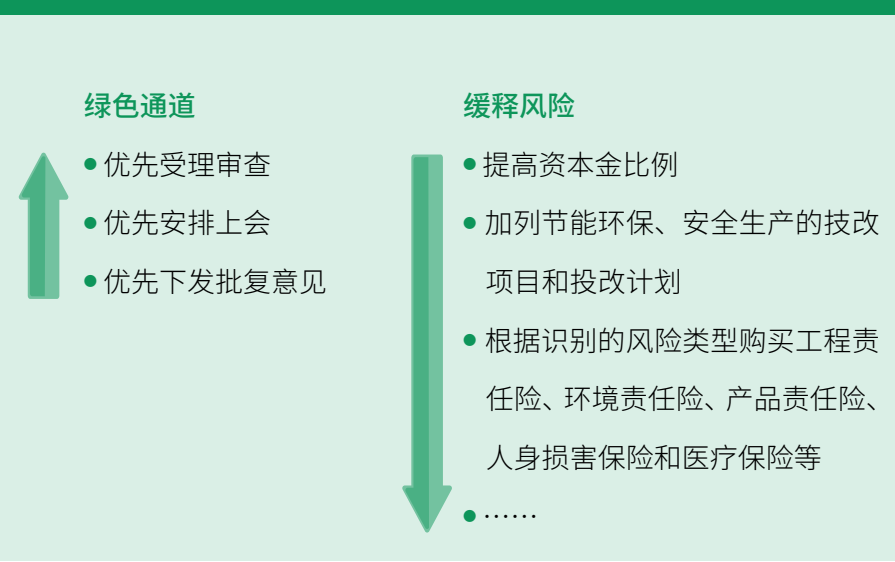 绿色通道
● 优先受理审查
● 优先安排上会
● 优先下发批复意见
缓释风险
● 提高资本金比例
● 加列节能环保、安全生产的技改
项目和投改计划
● 根据识别的风险类型购买工程责
任险、环境责任险、产品责任险、
人身损害保险和医疗保险等
● ……